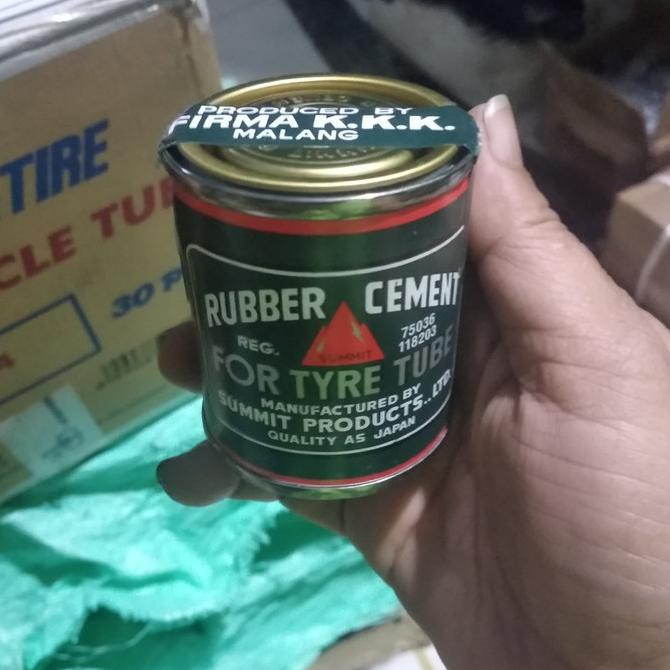 PRODUCED BY
FIRMA K.K.K.
MALANG
RUBBER CEMENT
REG.
SUMMIT
75036
118203
FOR TYRE TUBE
MANUFACTURED BY
SUMMIT PRODUCTS., LTD.
QUALITY AS JAPAN
TIRE
CLE TU
30 P